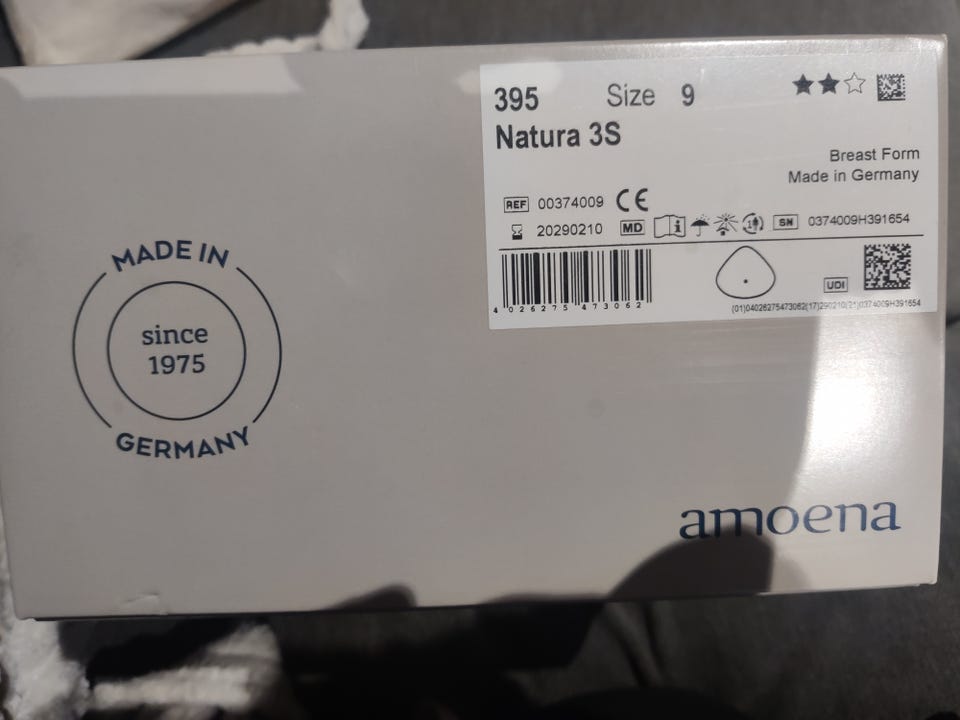 395 Size 9
Natura 3S
Breast Form
Made in Germany
REF 00374009 CE
20290210 MD SN 0374009H391654
UDI
4 026275 473062
(01)04026275473062(17)290210(21)0374009H391654
MADE IN
since
1975
GERMANY
amoena